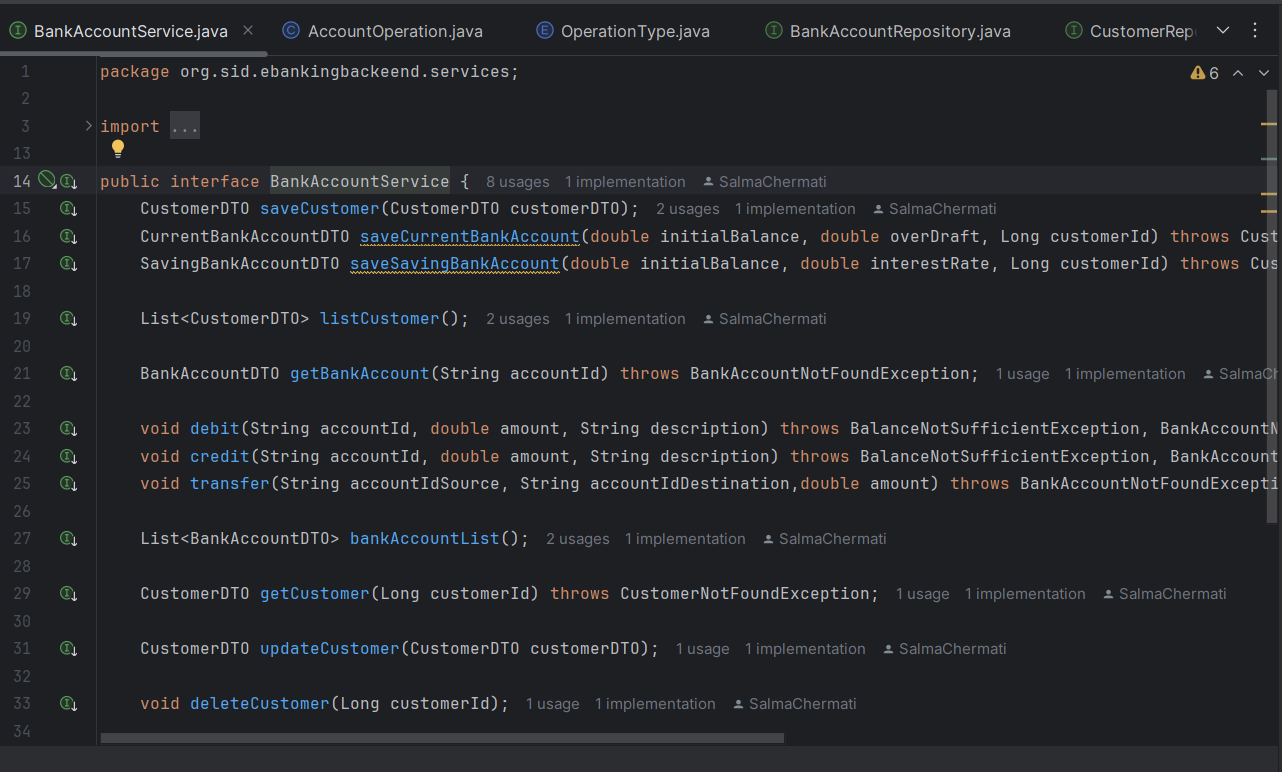 BankAccountService.java AccountOperation.java OperationType.java BankAccountRepository.java CustomerRep
1 package org.sid.ebankingbackeend.services; 6
2
3 import ...
13
14 public interface BankAccountService { 8 usages 1 implementation SalmaChermati
15 CustomerDTO saveCustomer(CustomerDTO customerDTO); 2 usages 1 implementation SalmaChermati
16 CurrentBankAccountDTO saveCurrentBankAccount(double initialBalance, double overDraft, Long customerId) throws Cust
17 SavingBankAccountDTO saveSavingBankAccount(double initialBalance, double interestRate, Long customerId) throws Cus
18
19 List<CustomerDTO> listCustomer(); 2 usages 1 implementation SalmaChermati
20
21 BankAccountDTO getBankAccount(String accountId) throws BankAccountNotFoundException; 1 usage 1 implementation SalmaCh
22
23 void debit(String accountId, double amount, String description) throws BalanceNotSufficientException, BankAccountN
24 void credit(String accountId, double amount, String description) throws BalanceNotSufficientException, BankAccount
25 void transfer(String accountIdSource, String accountIdDestination,double amount) throws BankAccountNotFoundExcepti
26
27 List<BankAccountDTO> bankAccountList(); 2 usages 1 implementation SalmaChermati
28
29 CustomerDTO getCustomer(Long customerId) throws CustomerNotFoundException; 1 usage 1 implementation SalmaChermati
30
31 CustomerDTO updateCustomer(CustomerDTO customerDTO); 1 usage 1 implementation SalmaChermati
32
33 void deleteCustomer(Long customerId); 1 usage 1 implementation SalmaChermati
34